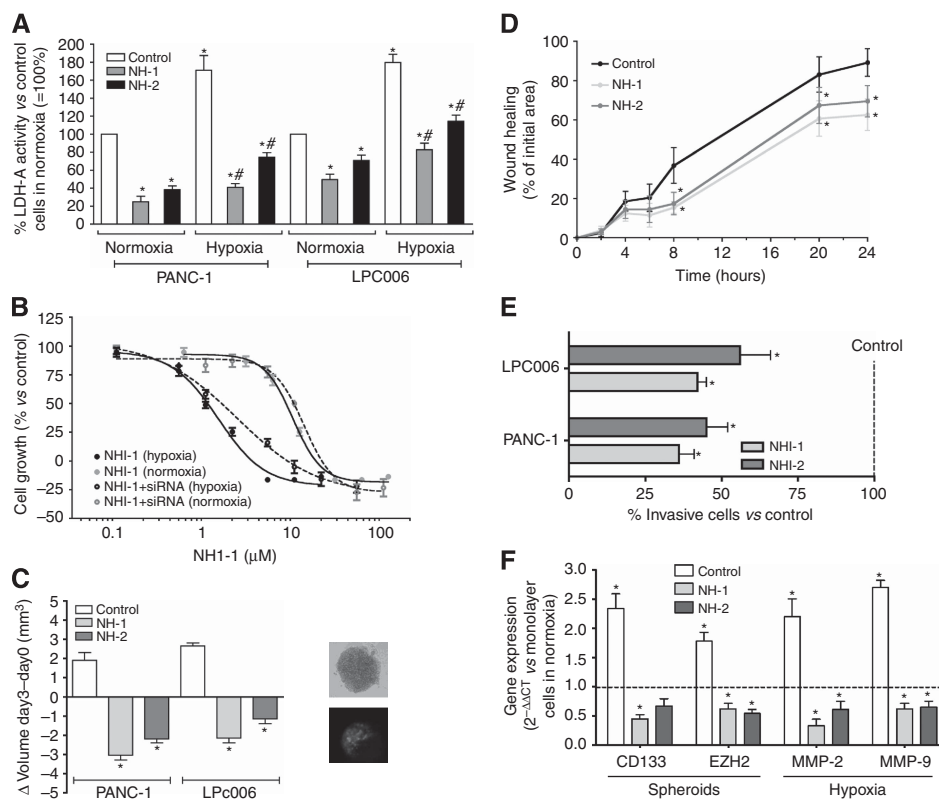 A
% LDH-A activity vs control
cells in normoxia (=100%)
200
180
160
140
120
100
80
60
40
20
0
Control
NH-1
NH-2
* * * *# *# * * * *# *#
Normoxia Hypoxia Normoxia Hypoxia
PANC-1 LPC006
B
Cell growth (% vs control)
125
100
75
50
25
0
−25
−50
NHI-1 (hypoxia)
NHI-1 (normoxia)
NHI-1+siRNA (hypoxia)
NHI-1+siRNA (normoxia)
0.1 1 10 100
NH1-1 (μM)
C
Δ Volume day3–day0 (mm³)
5
4
3
2
1
0
−1
−2
−3
−4
−5
Control
NH-1
NH-2
* * * *
PANC-1 LPc006
D
Wound healing
(% of initial area)
100
80
60
40
20
0
Control
NH-1
NH-2
* * * * * *
0 4 8 12 16 20 24
Time (hours)
E
Control
LPC006
PANC-1
* * * *
NHI-1
NHI-2
0 25 50 75 100
% Invasive cells vs control
F
Gene expression
(2−ΔΔCT vs monolayer
cells in normoxia)
3.0
2.5
2.0
1.5
1.0
0.5
0.0
Control
NH-1
NH-2
* * * * * * * * * * *
CD133 EZH2 MMP-2 MMP-9
Spheroids Hypoxia